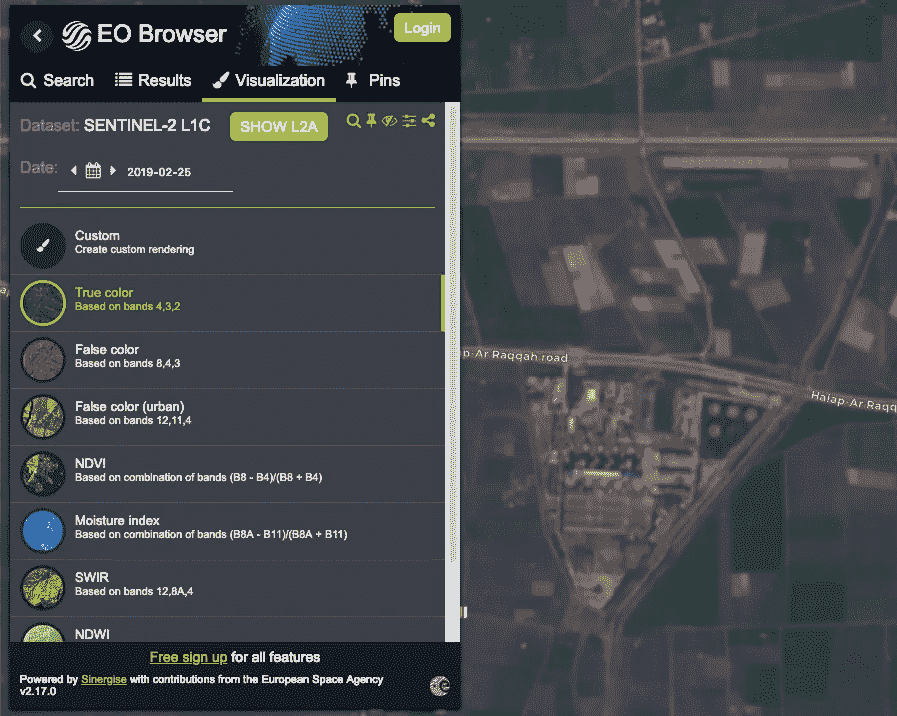 EO Browser
Login
Search Results Visualization Pins
Dataset: SENTINEL-2 L1C SHOW L2A
Date: 2019-02-25
Custom
Create custom rendering
True color
Based on bands 4,3,2
False color
Based on bands 8,4,3
False color (urban)
Based on bands 12,11,4
NDVI
Based on combination of bands (B8 - B4)/(B8 + B4)
Moisture index
Based on combination of bands (B8A - B11)/(B8A + B11)
SWIR
Based on bands 12,8A,4
NDWI
Free sign up for all features
Powered by Sinergise with contributions from the European Space Agency
v2.17.0
a
p-Ar Raqqah road
Halap-Ar Raqq